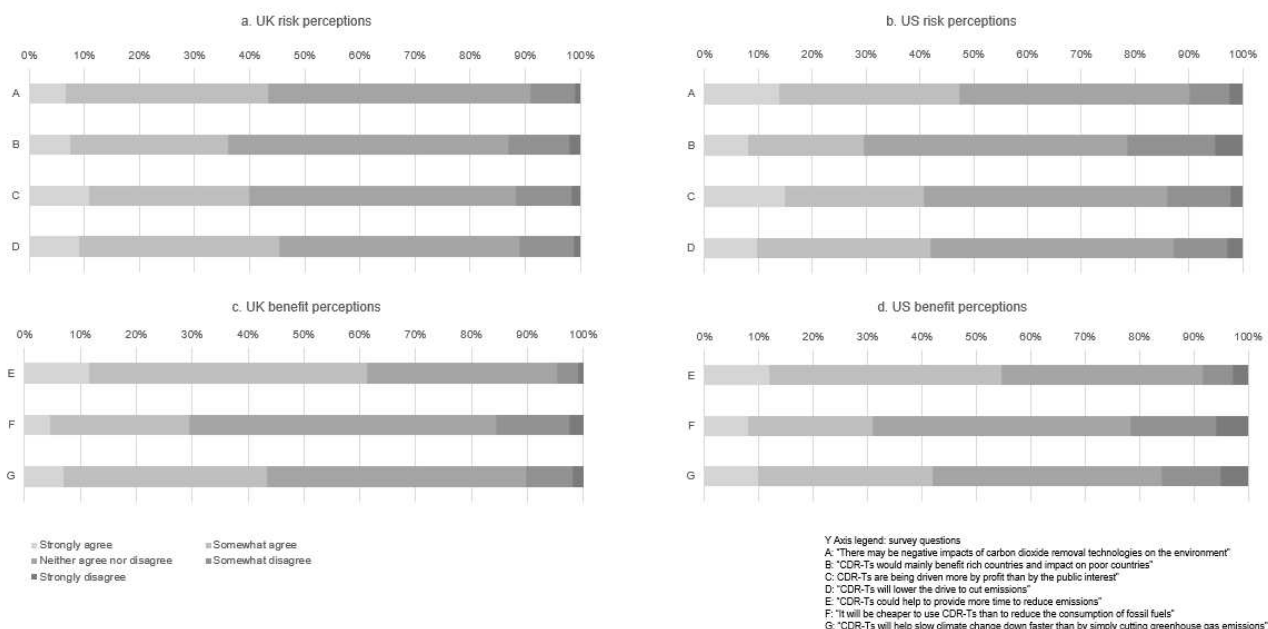 a. UK risk perceptions
0% 10% 20% 30% 40% 50% 60% 70% 80% 90% 100%
A
B
C
D
b. US risk perceptions
0% 10% 20% 30% 40% 50% 60% 70% 80% 90% 100%
A
B
C
D
c. UK benefit perceptions
0% 10% 20% 30% 40% 50% 60% 70% 80% 90% 100%
E
F
G
d. US benefit perceptions
0% 10% 20% 30% 40% 50% 60% 70% 80% 90% 100%
E
F
G
Strongly agree Somewhat agree
Neither agree nor disagree Somewhat disagree
Strongly disagree
Y Axis legend: survey questions
A: "There may be negative impacts of carbon dioxide removal technologies on the environment"
B: "CDR-Ts would mainly benefit rich countries and impact on poor countries"
C: CDR-Ts are being driven more by profit than by the public interest"
D: "CDR-Ts will lower the drive to cut emissions"
E: "CDR-Ts could help to provide more time to reduce emissions"
F: "It will be cheaper to use CDR-Ts than to reduce the consumption of fossil fuels"
G: "CDR-Ts will help slow climate change down faster than by simply cutting greenhouse gas emissions"